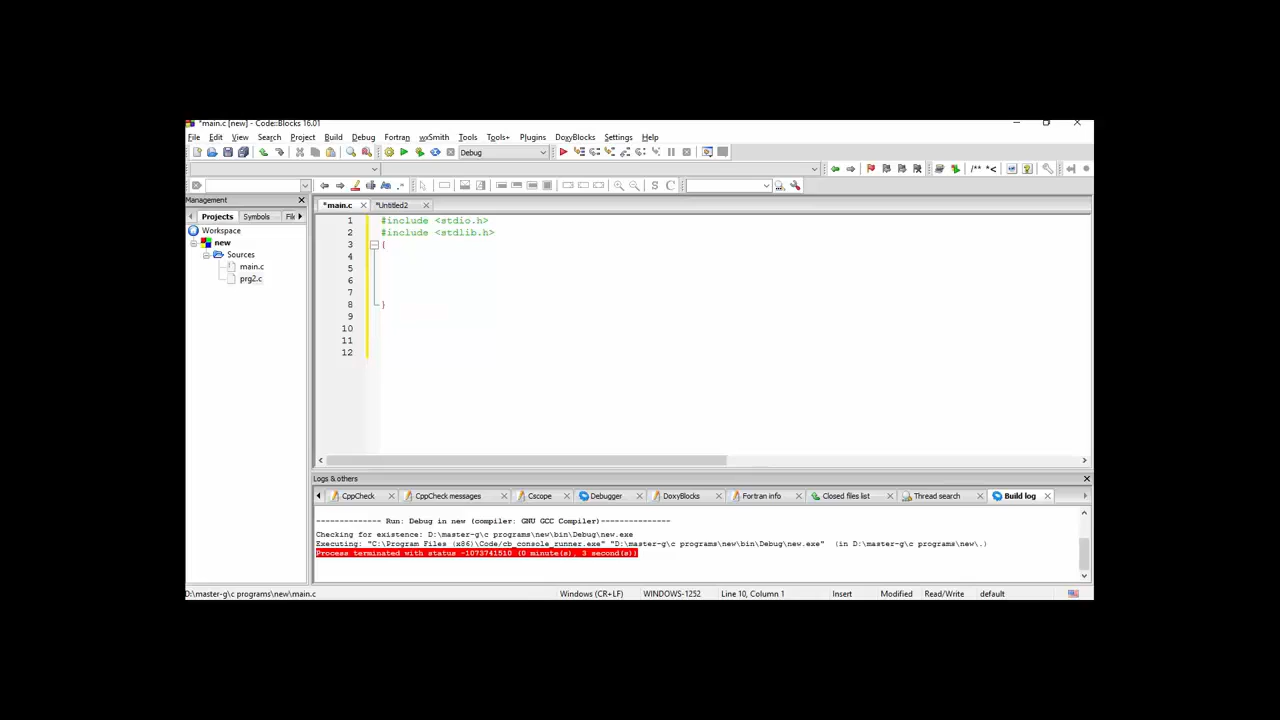 *main.c [new] - Code::Blocks 16.01
File Edit View Search Project Build Debug Fortran wxSmith Tools Tools+ Plugins DoxyBlocks Settings Help
Debug
/** *<
S C
Management
Projects Symbols Fil
*main.c *Untitled2
Workspace
new
Sources
main.c
prg2.c
1 #include <stdio.h>
2 #include <stdlib.h>
3 {
4
5
6
7
8 }
9
10
11
12
Logs & others
CppCheck CppCheck messages Cscope Debugger DoxyBlocks Fortran info Closed files list Thread search Build log
-------------- Run: Debug in new (compiler: GNU GCC Compiler)---------------
Checking for existence: D:\master-g\c programs\new\bin\Debug\new.exe
Executing: "C:\Program Files (x86)\Code/cb_console_runner.exe" "D:\master-g\c programs\new\bin\Debug\new.exe"  (in D:\master-g\c programs\new\.)
Process terminated with status -1073741510 (0 minute(s), 3 second(s))
D:\master-g\c programs\new\main.c Windows (CR+LF) WINDOWS-1252 Line 10, Column 1 Insert Modified Read/Write default